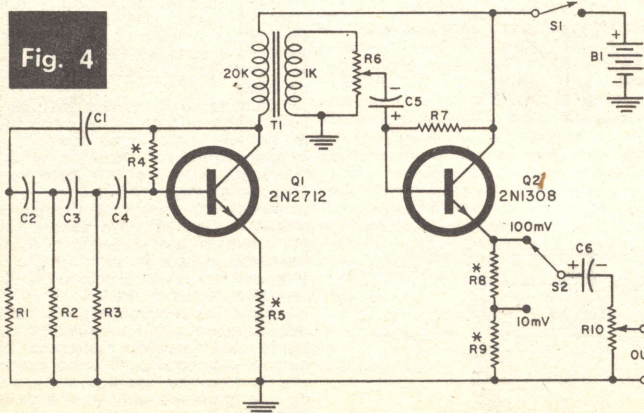 Fig. 4
S1
+
B1
-
20K
1K
T1
R6
-
C5
+
R7
C1
*
R4
Q1
2N2712
Q2
2N1308
C2
C3
C4
100mV
C6
+
-
*
R8
S2
R1
R2
R3
*
R5
10mV
*
R9
R10
OU